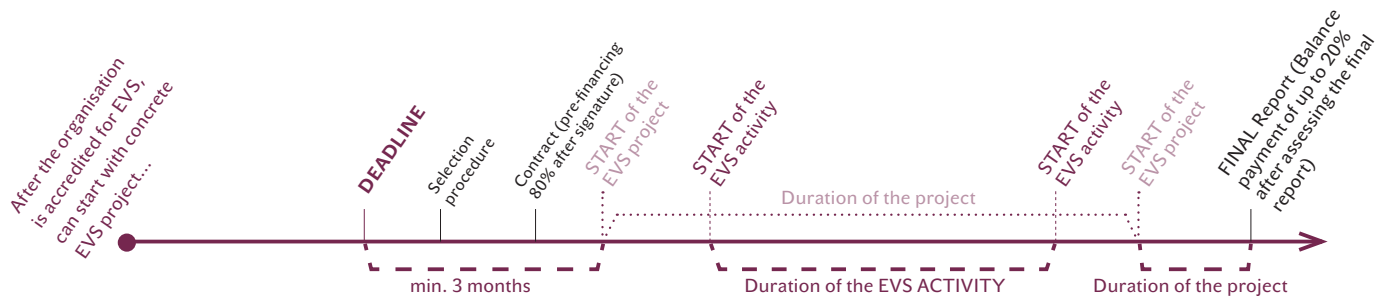 After the organisation
is accredited for EVS,
can start with concrete
EVS project...
DEADLINE
Selection
procedure
Contract (pre-financing
80% after signature)
START of the
EVS project
START of the
EVS activity
START of the
EVS activity
START of the
EVS project
FINAL Report (Balance
payment of up to 20%
after assessing the final
report)
Duration of the project
min. 3 months
Duration of the EVS ACTIVITY
Duration of the project